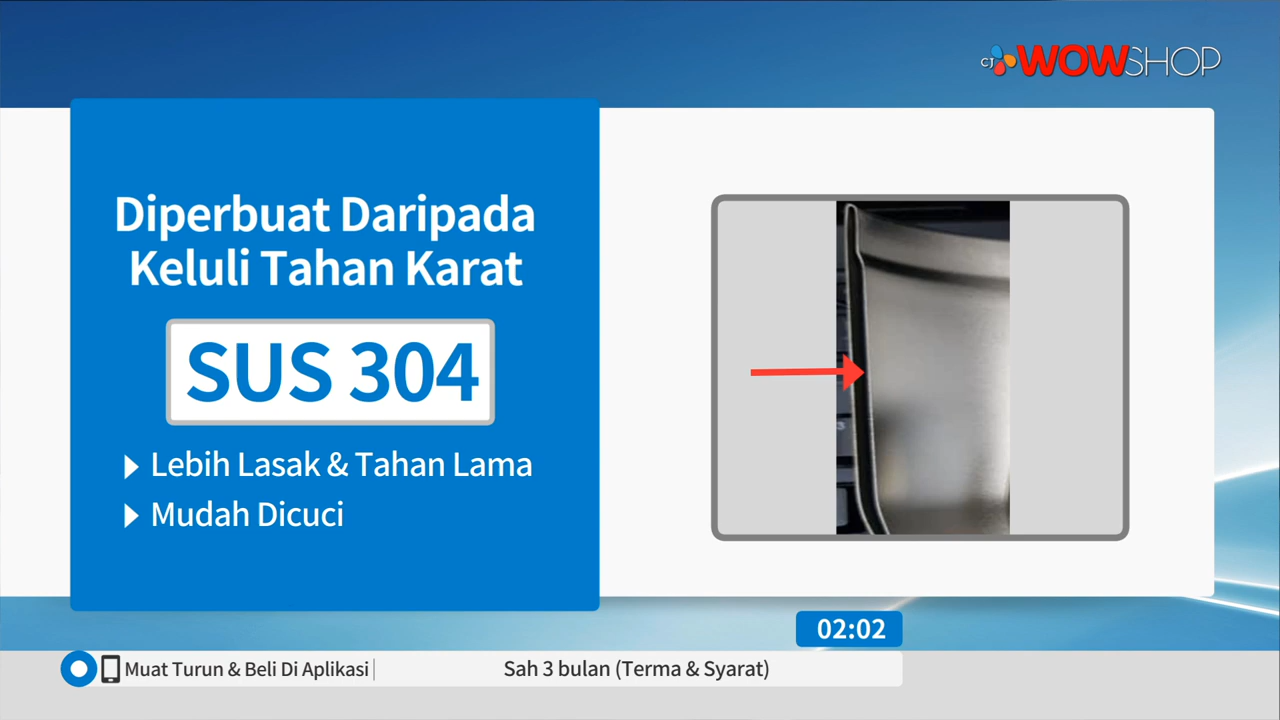 CJ WOWSHOP
Diperbuat Daripada
Keluli Tahan Karat
SUS 304
Lebih Lasak & Tahan Lama
Mudah Dicuci
02:02
Muat Turun & Beli Di Aplikasi
Sah 3 bulan (Terma & Syarat)